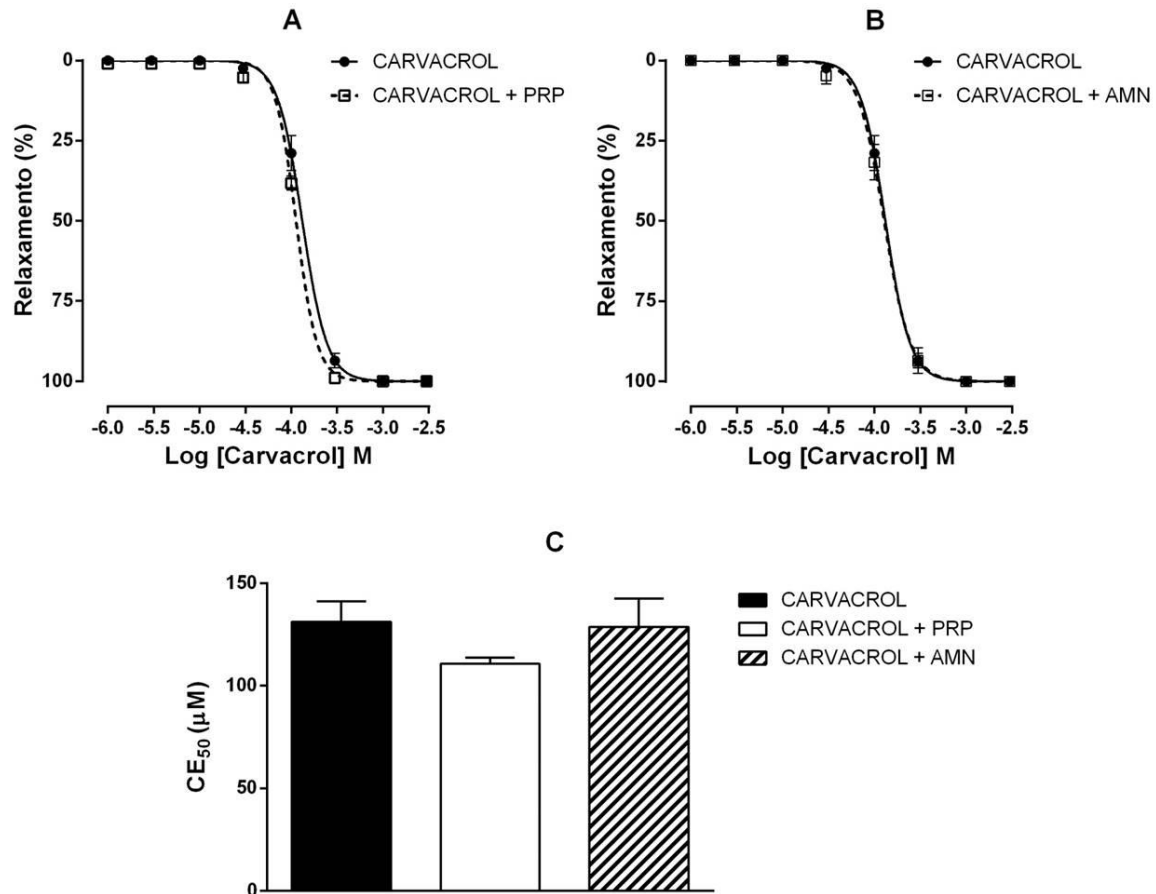 A
CARVACROL
CARVACROL + PRP
Relaxamento (%)
0
25
50
75
100
-6.0 -5.5 -5.0 -4.5 -4.0 -3.5 -3.0 -2.5
Log [Carvacrol] M
B
CARVACROL
CARVACROL + AMN
Relaxamento (%)
0
25
50
75
100
-6.0 -5.5 -5.0 -4.5 -4.0 -3.5 -3.0 -2.5
Log [Carvacrol] M
C
CE50 (µM)
150
100
50
0
CARVACROL
CARVACROL + PRP
CARVACROL + AMN